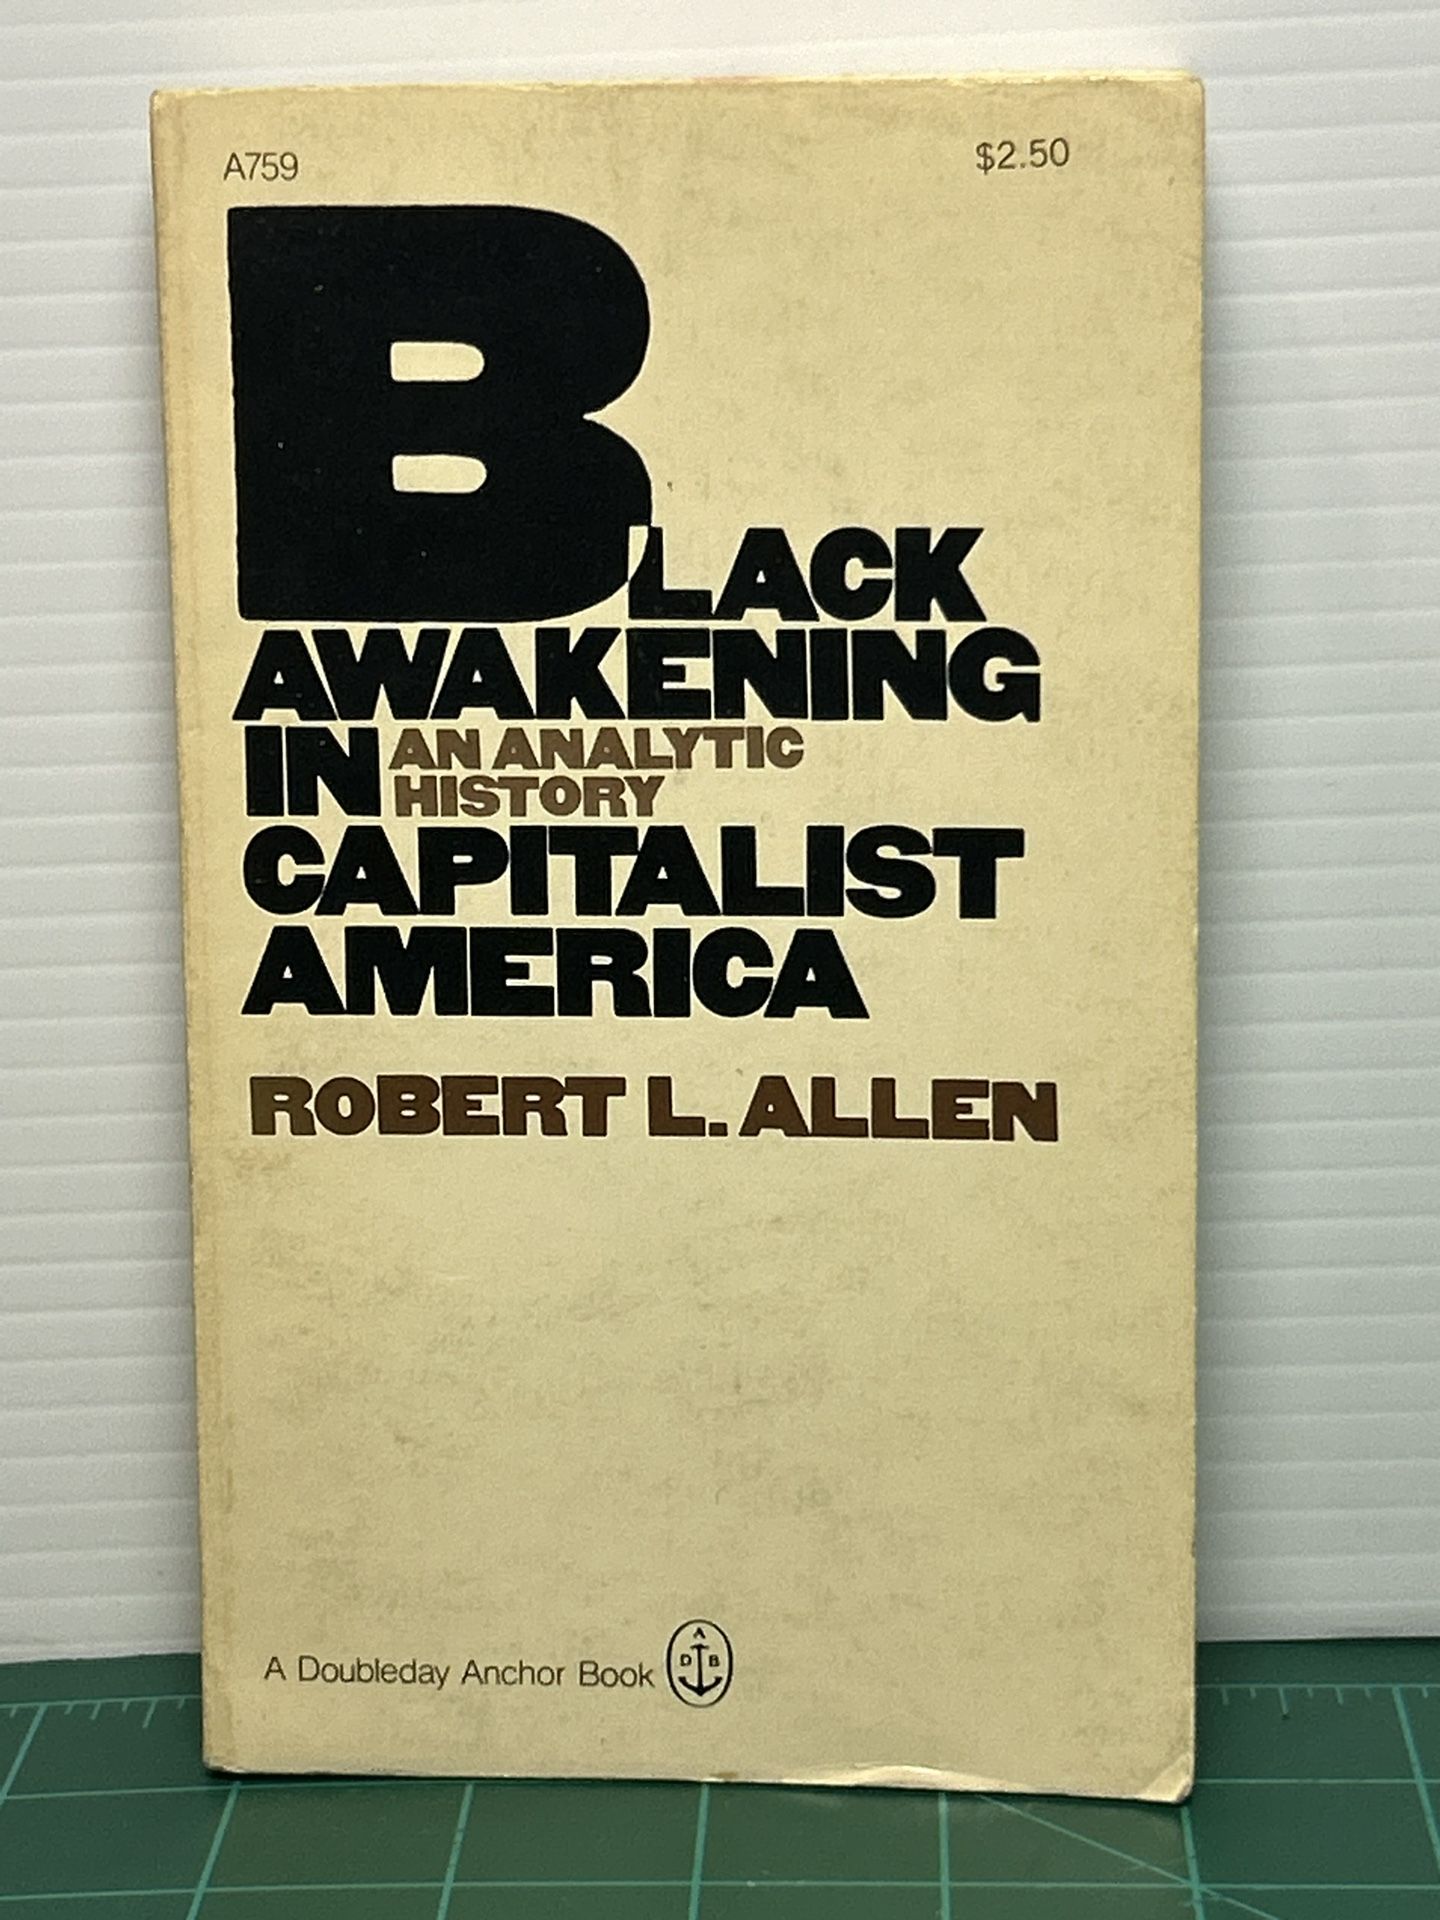 A759
$2.50
BLACK
AWAKENING
IN AN ANALYTIC
HISTORY
CAPITALIST
AMERICA
ROBERT L. ALLEN
A Doubleday Anchor Book
A
D B